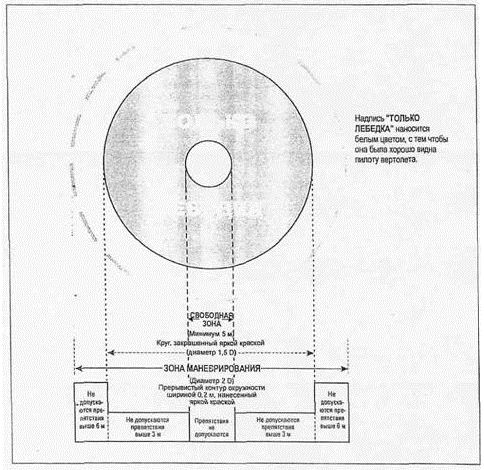 ТОЛЬКО
ЛЕБЕДКА
Надпись "ТОЛЬКО
ЛЕБЕДКА" наносится
белым цветом, с тем чтобы
она была хорошо видна
пилоту вертолета.
СВОБОДНАЯ
ЗОНА
(Минимум 5 м)
Круг, закрашенный яркой краской
(диаметр 1,5 D)
ЗОНА МАНЕВРИРОВАНИЯ
(Диаметр 2 D)
Прерывистый контур окружности
шириной 0,2 м, нанесенный
яркой краской
Не
допуска-
ются пре-
пятствия
выше 6 м
Не допускаются
препятствия
выше 3 м
Препятствия
не
допускаются
Не допускаются
препятствия
выше 3 м
Не
допуска-
ются пре-
пятствия
выше 6 м